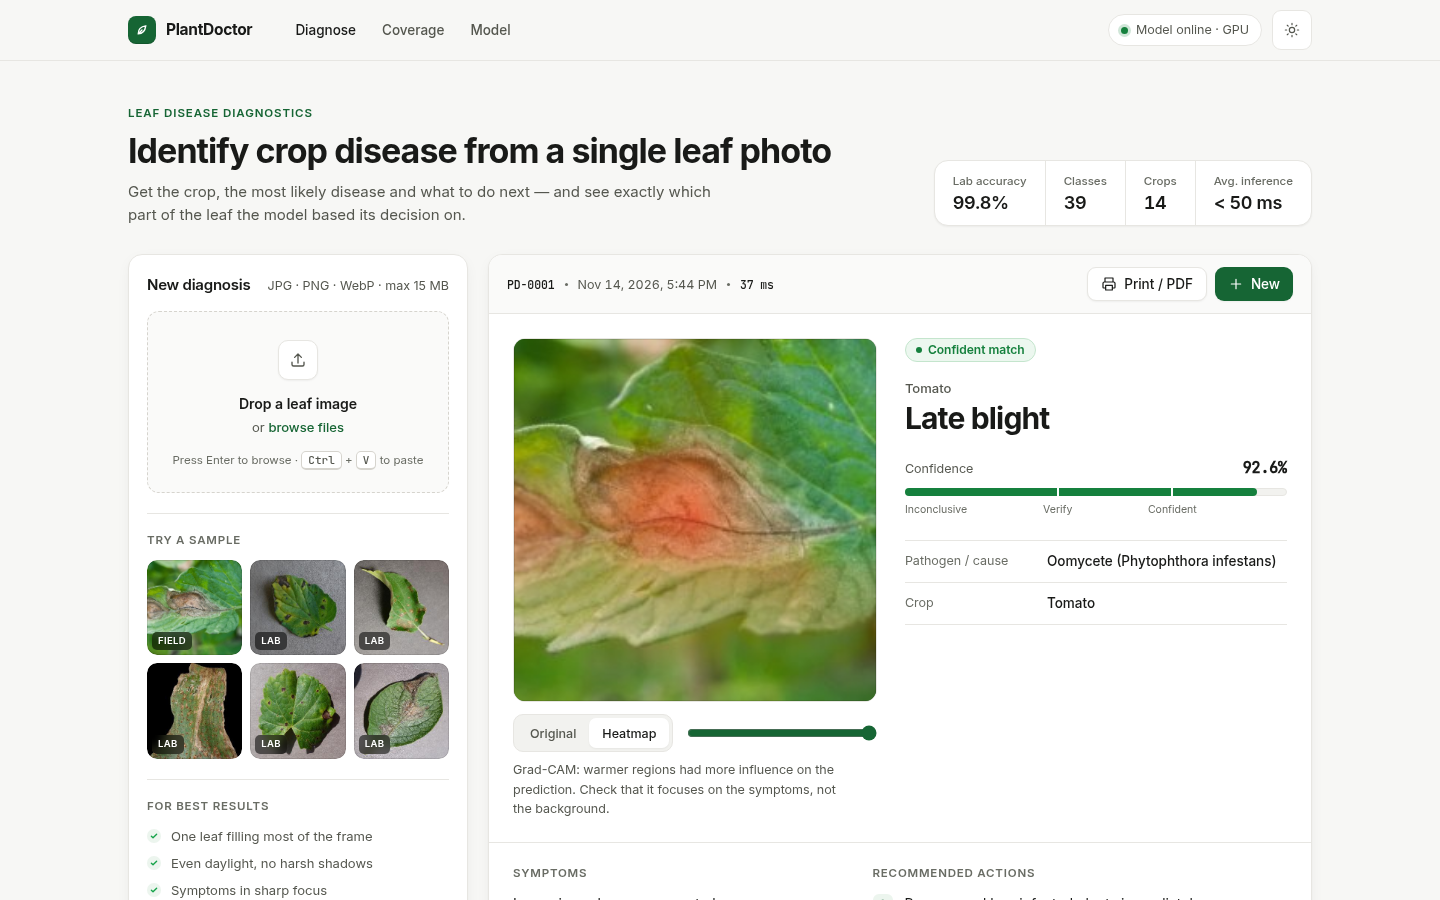 PlantDoctor
Diagnose
Coverage
Model
Model online · GPU
LEAF DISEASE DIAGNOSTICS
Identify crop disease from a single leaf photo
Get the crop, the most likely disease and what to do next — and see exactly which
part of the leaf the model based its decision on.
Lab accuracy
99.8%
Classes
39
Crops
14
Avg. inference
< 50 ms
New diagnosis
JPG · PNG · WebP · max 15 MB
Drop a leaf image
or browse files
Press Enter to browse · Ctrl + V to paste
TRY A SAMPLE
FIELD
LAB
LAB
LAB
LAB
LAB
FOR BEST RESULTS
One leaf filling most of the frame
Even daylight, no harsh shadows
Symptoms in sharp focus
PD-0001 • Nov 14, 2026, 5:44 PM • 37 ms
Print / PDF
New
Confident match
Tomato
Late blight
Confidence
92.6%
Inconclusive
Verify
Confident
Pathogen / cause
Oomycete (Phytophthora infestans)
Crop
Tomato
Original
Heatmap
Grad-CAM: warmer regions had more influence on the
prediction. Check that it focuses on the symptoms, not
the background.
SYMPTOMS
RECOMMENDED ACTIONS